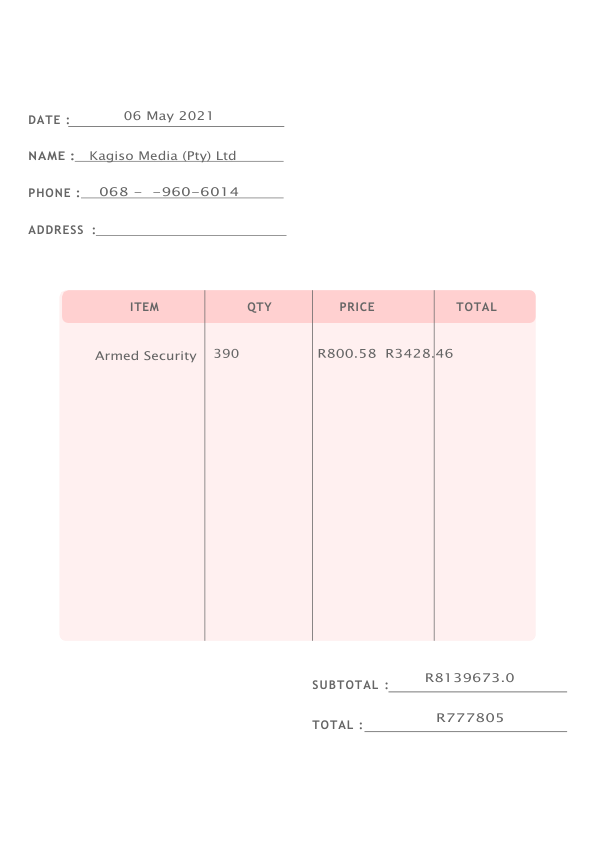 DATE : 06 May 2021
NAME : Kagiso Media (Pty) Ltd
PHONE : 068 – –960–6014
ADDRESS :
ITEM QTY PRICE TOTAL
Armed Security 390 R800.58 R3428.46
SUBTOTAL : R8139673.0
TOTAL : R777805